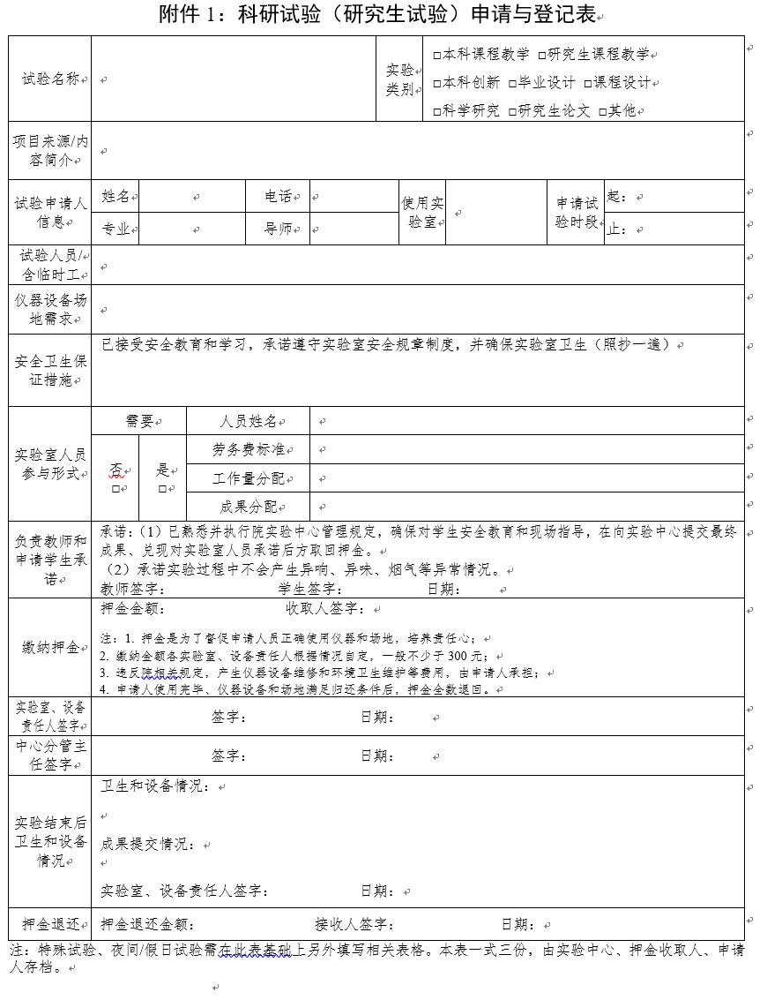 附件 1：科研试验（研究生试验）申请与登记表
试验名称
实验
类别
□本科课程教学 □研究生课程教学
□本科创新 □毕业设计 □课程设计
□科学研究 □研究生论文 □其他
项目来源/内
容简介
试验申请人
信息
姓名
电话
使用实
验室
申请试
验时段
起：
专业
导师
止：
试验人员/
含临时工
仪器设备场
地需求
安全卫生保
证措施
已接受安全教育和学习，承诺遵守实验室安全规章制度，并确保实验室卫生（照抄一遍）
实验室人员
参与形式
需要
人员姓名
否
□
是
□
劳务费标准
工作量分配
成果分配
负责教师和
申请学生承
诺
承诺：（1）已熟悉并执行院实验中心管理规定，确保对学生安全教育和现场指导，在向实验中心提交最终
成果、兑现对实验室人员承诺后方取回押金。
（2）承诺实验过程中不会产生异响、异味、烟气等异常情况。
教师签字： 学生签字： 日期：
缴纳押金
押金金额： 收取人签字：
注：1. 押金是为了督促申请人员正确使用仪器和场地，培养责任心；
2. 缴纳金额各实验室、设备责任人根据情况自定，一般不少于 300 元；
3. 违反院相关规定，产生仪器设备维修和环境卫生维护等费用，由申请人承担；
4. 申请人使用完毕、仪器设备和场地满足归还条件后，押金全数退回。
实验室、设备
责任人签字
签字： 日期：
中心分管主
任签字
签字： 日期：
实验结束后
卫生和设备
情况
卫生和设备情况：
成果提交情况：
实验室、设备责任人签字： 日期：
押金退还
押金退还金额： 接收人签字： 日期：
注：特殊试验、夜间/假日试验需在此表基础上另外填写相关表格。本表一式三份，由实验中心、押金收取人、申请
人存档。